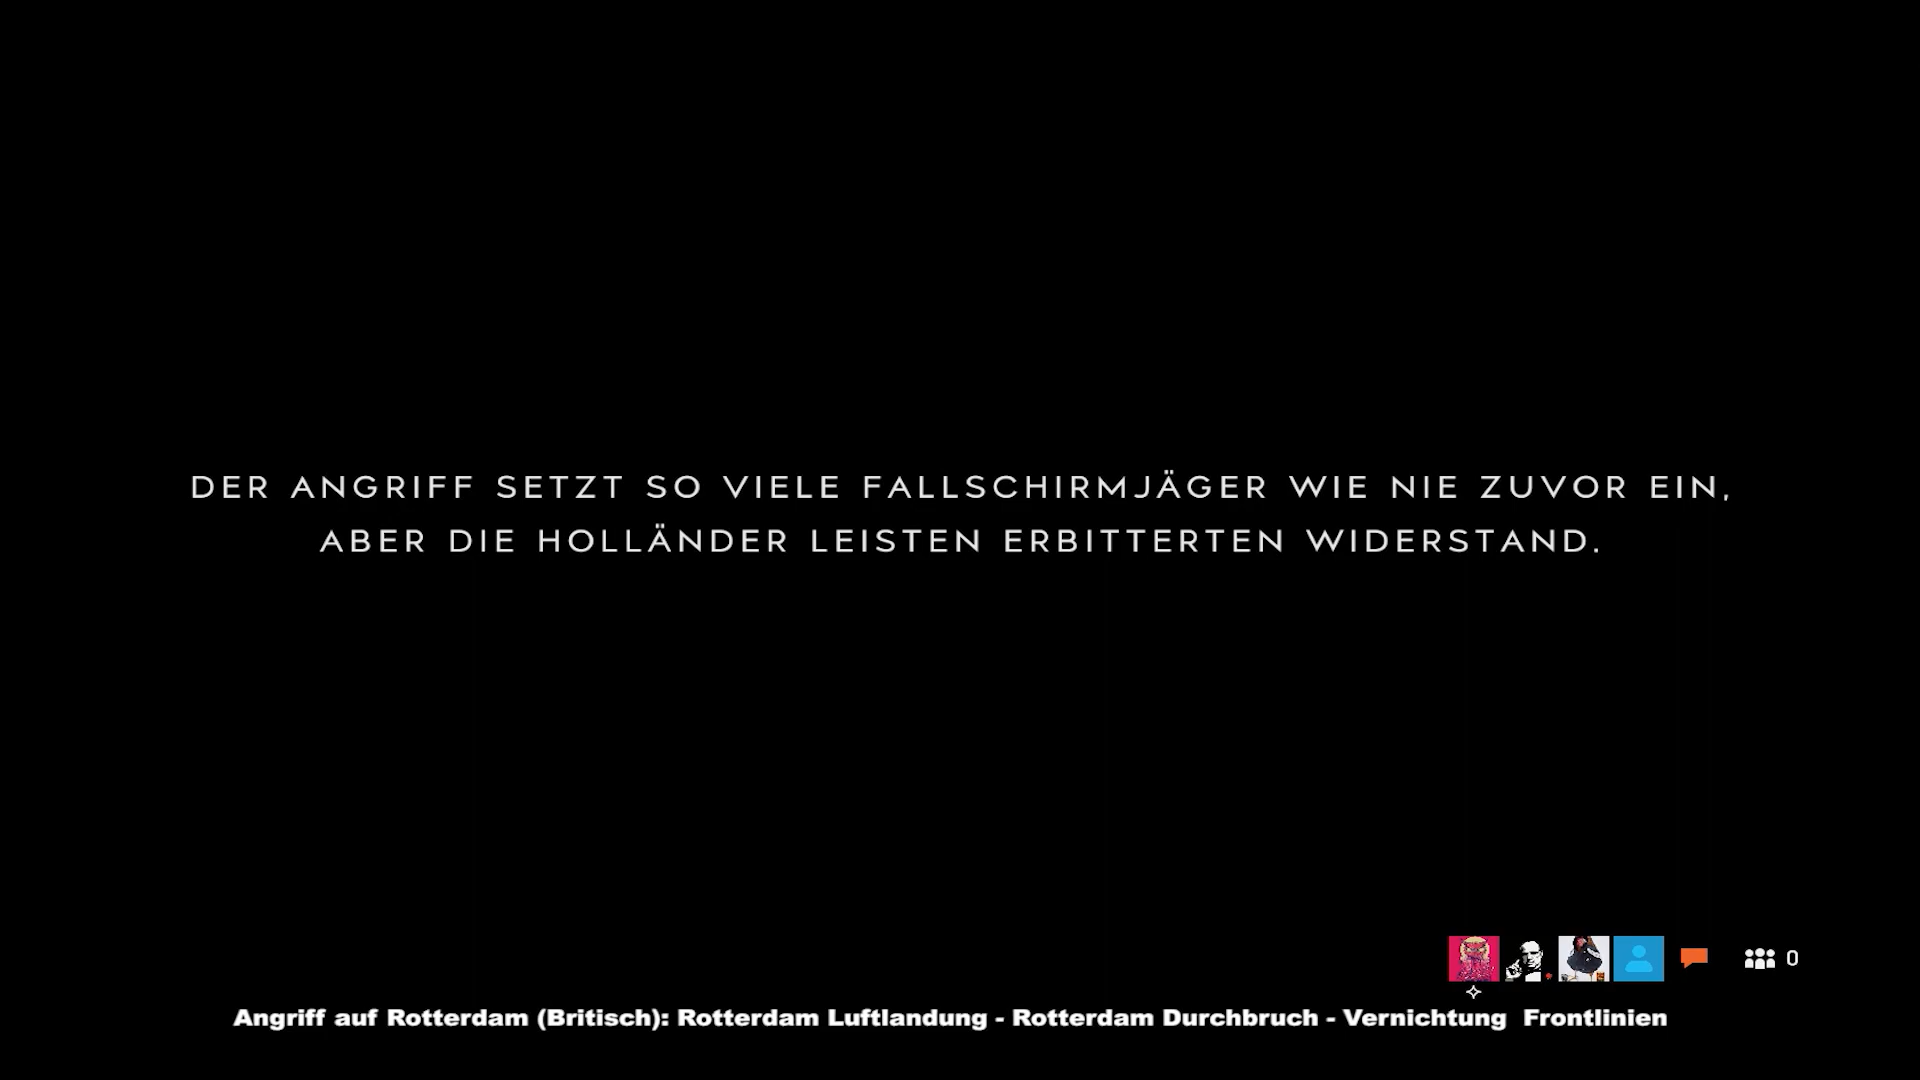 DER ANGRIFF SETZT SO VIELE FALLSCHIRMJÄGER WIE NIE ZUVOR EIN,
ABER DIE HOLLÄNDER LEISTEN ERBITTERTEN WIDERSTAND.
0
Angriff auf Rotterdam (Britisch): Rotterdam Luftlandung - Rotterdam Durchbruch - Vernichtung  Frontlinien